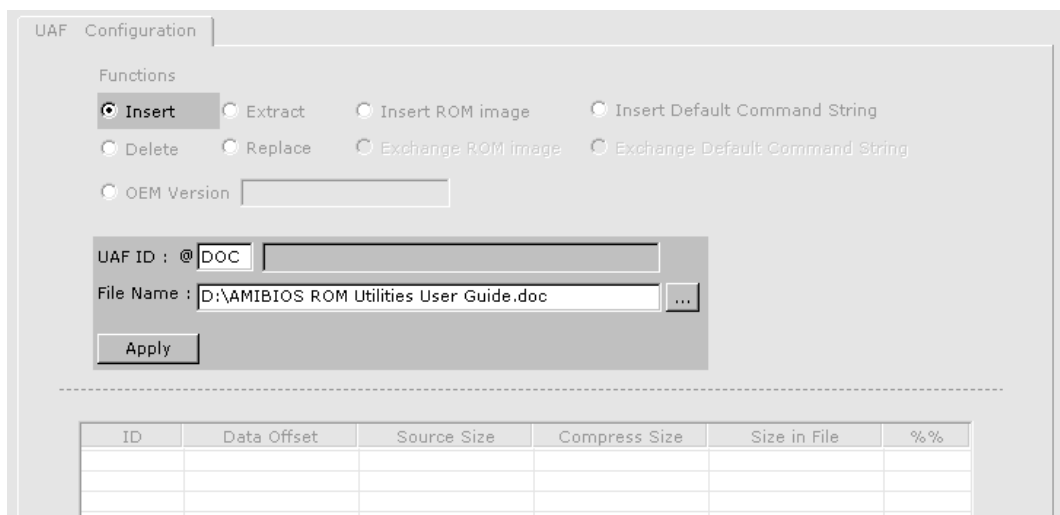 UAF Configuration
Functions
Insert Extract Insert ROM image Insert Default Command String
Delete Replace Exchange ROM image Exchange Default Command String
OEM Version
UAF ID : @ DOC
File Name : D:\AMIBIOS ROM Utilities User Guide.doc ...
Apply
ID Data Offset Source Size Compress Size Size in File %%